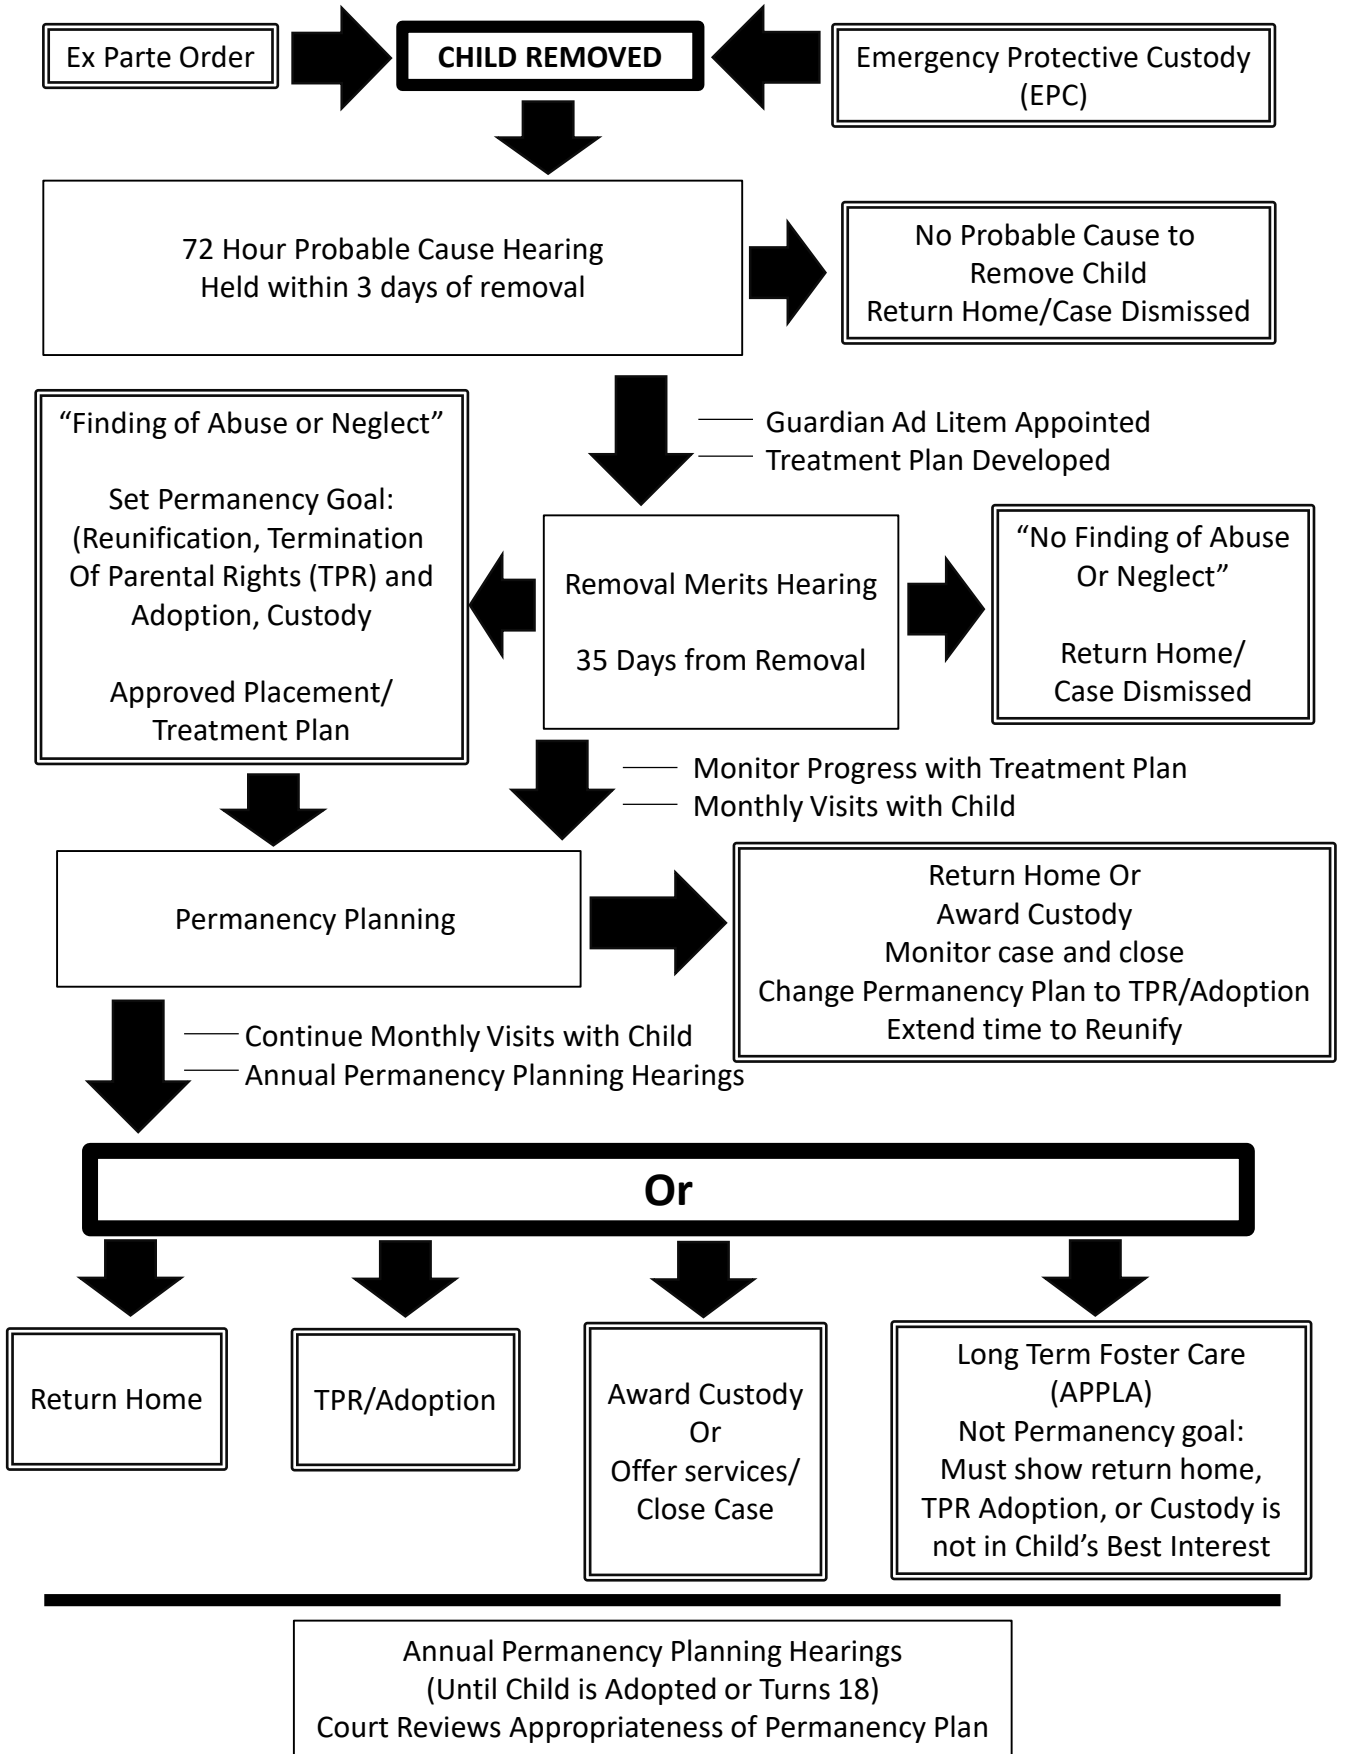 Ex Parte Order
CHILD REMOVED
Emergency Protective Custody
(EPC)
72 Hour Probable Cause Hearing
Held within 3 days of removal
No Probable Cause to
Remove Child
Return Home/Case Dismissed
Guardian Ad Litem Appointed
Treatment Plan Developed
“Finding of Abuse or Neglect”
Set Permanency Goal:
(Reunification, Termination
Of Parental Rights (TPR) and
Adoption, Custody
Approved Placement/
Treatment Plan
Removal Merits Hearing
35 Days from Removal
“No Finding of Abuse
Or Neglect”
Return Home/
Case Dismissed
Monitor Progress with Treatment Plan
Monthly Visits with Child
Permanency Planning
Return Home Or
Award Custody
Monitor case and close
Change Permanency Plan to TPR/Adoption
Extend time to Reunify
Continue Monthly Visits with Child
Annual Permanency Planning Hearings
Or
Return Home
TPR/Adoption
Award Custody
Or
Offer services/
Close Case
Long Term Foster Care
(APPLA)
Not Permanency goal:
Must show return home,
TPR Adoption, or Custody is
not in Child’s Best Interest
Annual Permanency Planning Hearings
(Until Child is Adopted or Turns 18)
Court Reviews Appropriateness of Permanency Plan